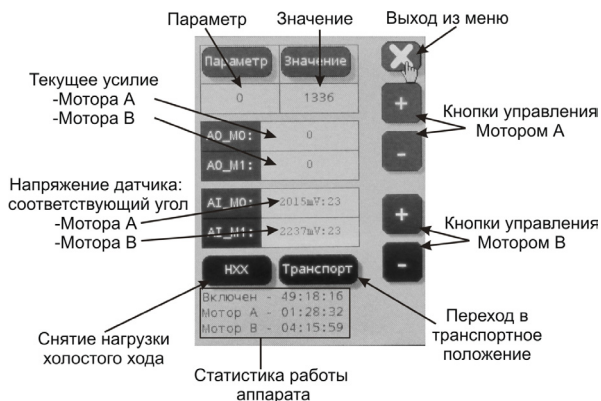 Параметр
Значение
Выход из меню
Параметр
Значение
0
1336
Текущее усилие
-Мотора А
-Мотора В
+
-
Кнопки управления
Мотором А
AO_M0:
0
AO_M1:
0
Напряжение датчика:
соответствующий угол
-Мотора А
-Мотора В
AI_M0:
2015mV:23
AI_M1:
2237mV:23
+
-
Кнопки управления
Мотором В
НХХ
Транспорт
Включен - 49:18:16
Мотор A - 01:28:32
Мотор B - 04:15:59
Снятие нагрузки
холостого хода
Статистика работы
аппарата
Переход в
транспортное
положение